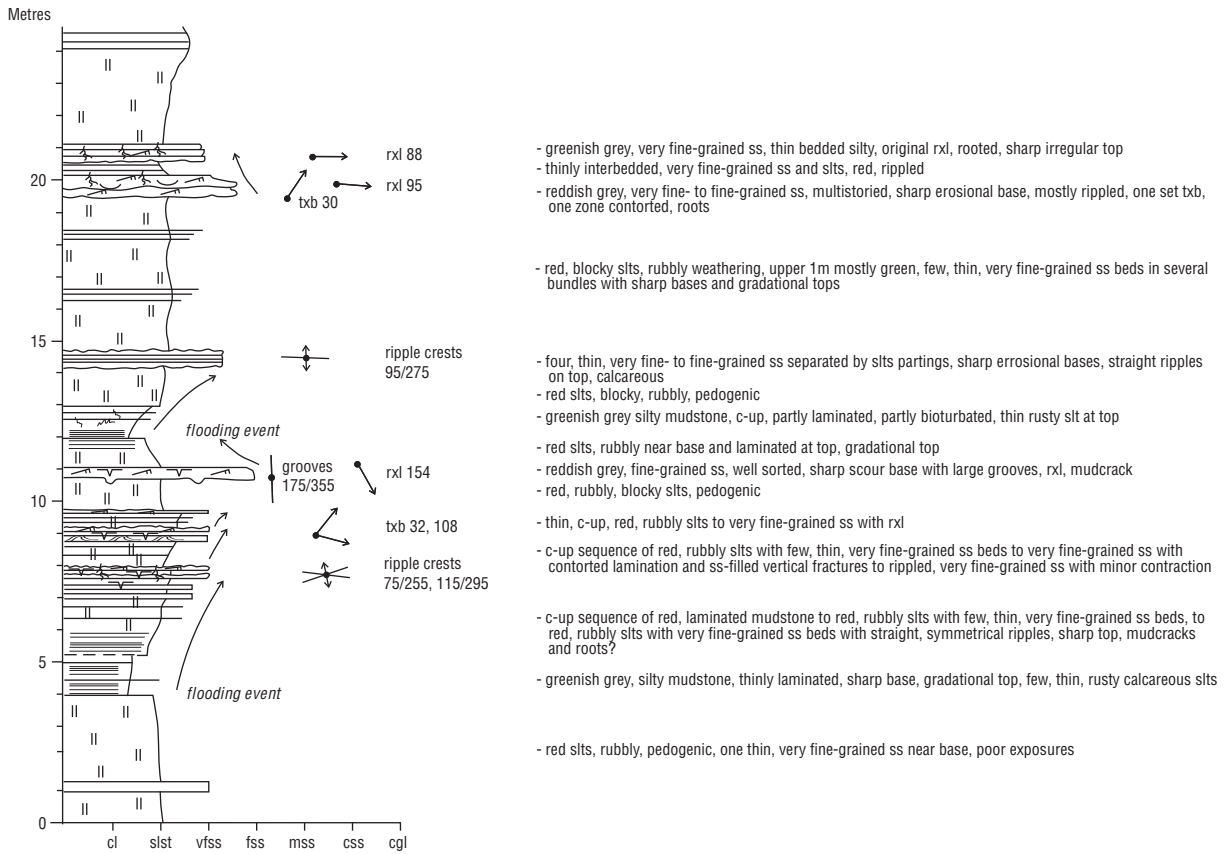 Metres
20
15
10
5
0
cl
slst
vfss
fss
mss
css
cgl
rxl 88
rxl 95
txb 30
ripple crests
95/275
flooding event
grooves
175/355
rxl 154
txb 32, 108
ripple crests
75/255, 115/295
flooding event
- greenish grey, very fine-grained ss, thin bedded silty, original rxl, rooted, sharp irregular top
- thinly interbedded, very fine-grained ss and slts, red, rippled
- reddish grey, very fine- to fine-grained ss, multistoried, sharp erosional base, mostly rippled, one set txb,
one zone contorted, roots
- red, blocky slts, rubbly weathering, upper 1m mostly green, few, thin, very fine-grained ss beds in several
bundles with sharp bases and gradational tops
- four, thin, very fine- to fine-grained ss separated by slts partings, sharp errosional bases, straight ripples
on top, calcareous
- red slts, blocky, rubbly, pedogenic
- greenish grey silty mudstone, c-up, partly laminated, partly bioturbated, thin rusty slt at top
- red slts, rubbly near base and laminated at top, gradational top
- reddish grey, fine-grained ss, well sorted, sharp scour base with large grooves, rxl, mudcrack
- red, rubbly, blocky slts, pedogenic
- thin, c-up, red, rubbly slts to very fine-grained ss with rxl
- c-up sequence of red, rubbly slts with few, thin, very fine-grained ss beds to very fine-grained ss with
contorted lamination and ss-filled vertical fractures to rippled, very fine-grained ss with minor contraction
- c-up sequence of red, laminated mudstone to red, rubbly slts with few, thin, very fine-grained ss beds, to
red, rubbly slts with very fine-grained ss beds with straight, symmetrical ripples, sharp top, mudcracks
and roots?
- greenish grey, silty mudstone, thinly laminated, sharp base, gradational top, few, thin, rusty calcareous slts
- red slts, rubbly, pedogenic, one thin, very fine-grained ss near base, poor exposures